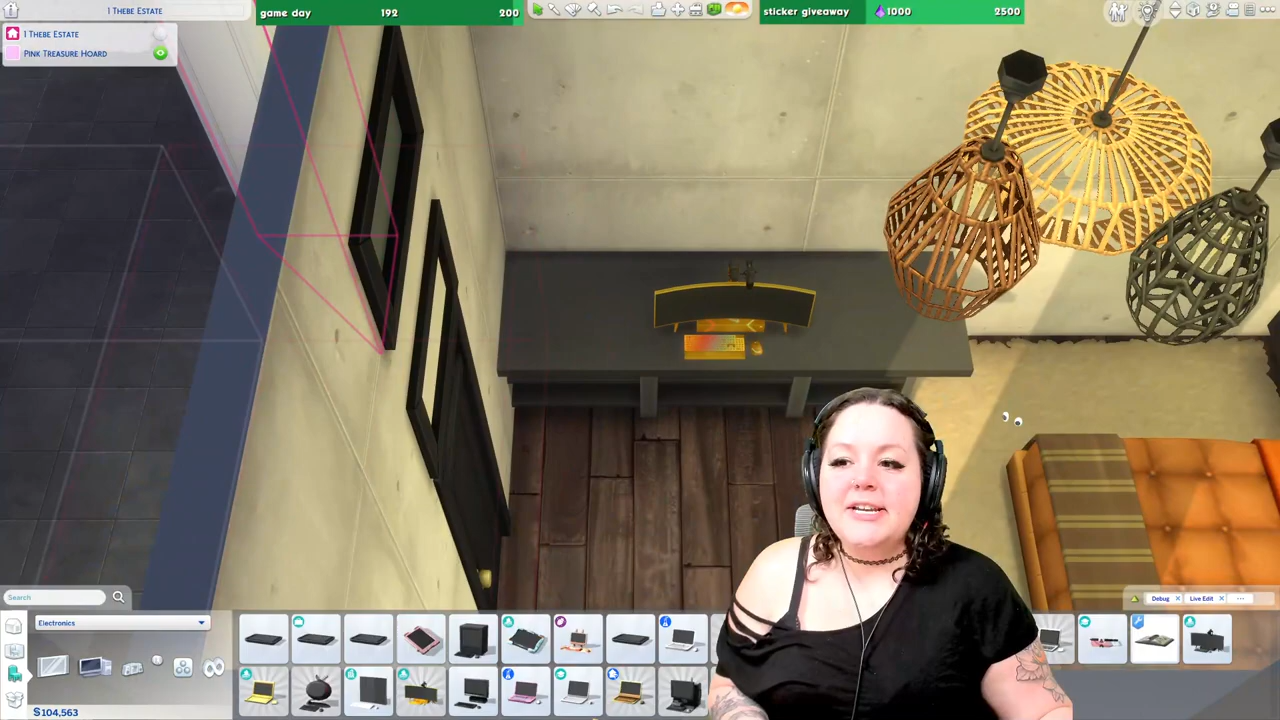 1 THEBE ESTATE
game day 192 200
sticker giveaway 1000 2500
1 THEBE ESTATE
PINK TREASURE HOARD
Search
Debug Live Edit
Electronics
§104,563